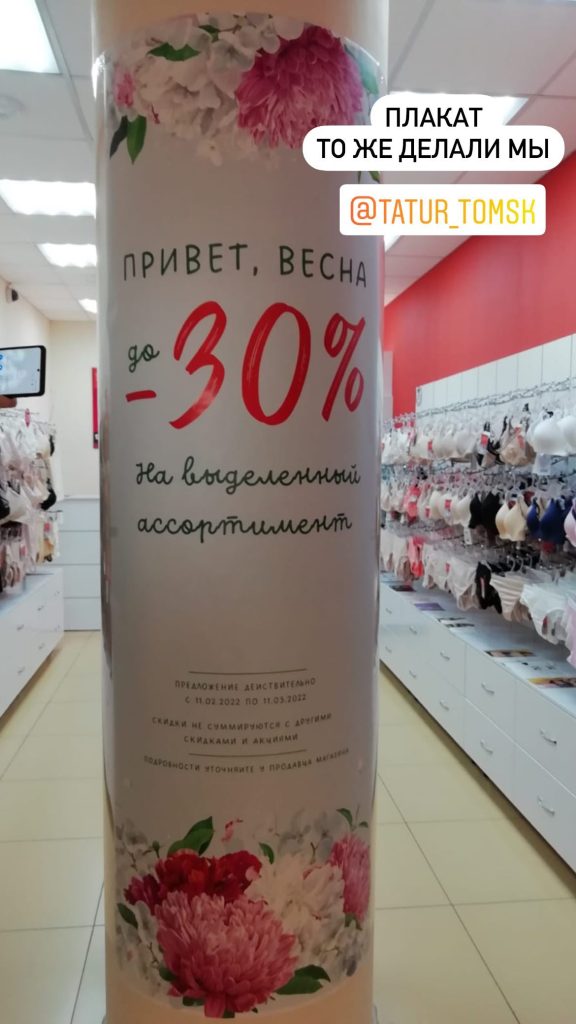 ПЛАКАТ
ТО ЖЕ ДЕЛАЛИ МЫ
@TATUR_TOMSK
ПРИВЕТ, ВЕСНА
до
-30%
На выделенный
ассортимент
ПРЕДЛОЖЕНИЕ ДЕЙСТВИТЕЛЬНО
С 11.02.2022 ПО 11.03.2022
СКИДКИ НЕ СУММИРУЮТСЯ С ДРУГИМИ
СКИДКАМИ И АКЦИЯМИ
ПОДРОБНОСТИ УТОЧНЯЙТЕ У ПРОДАВЦА МАГАЗИНА